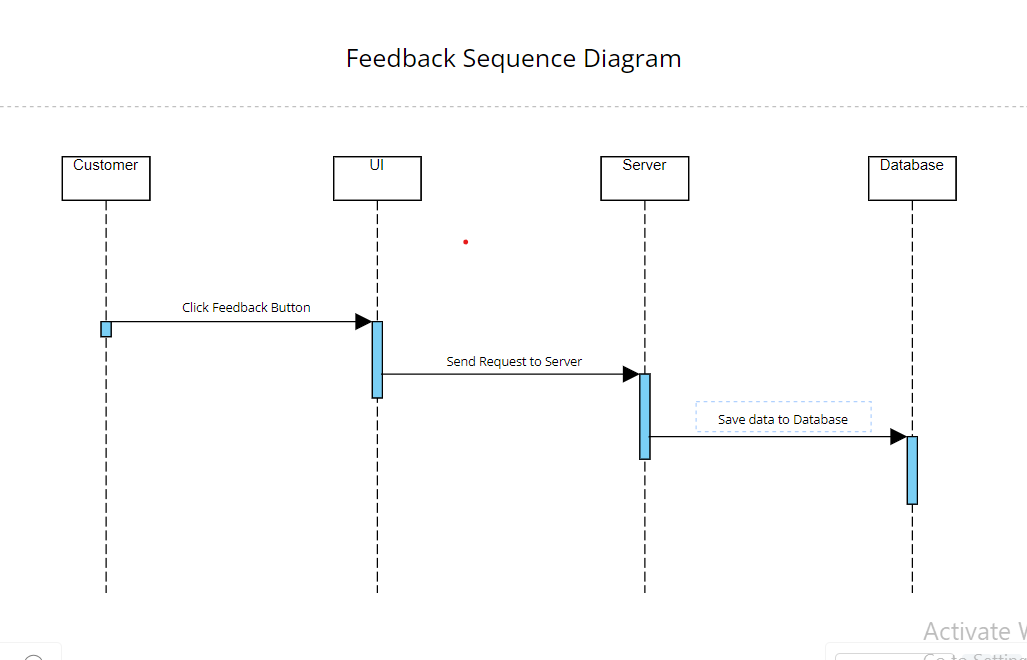 Feedback Sequence Diagram
Customer
UI
Server
Database
Click Feedback Button
Send Request to Server
Save data to Database
Activate
Go to Setting